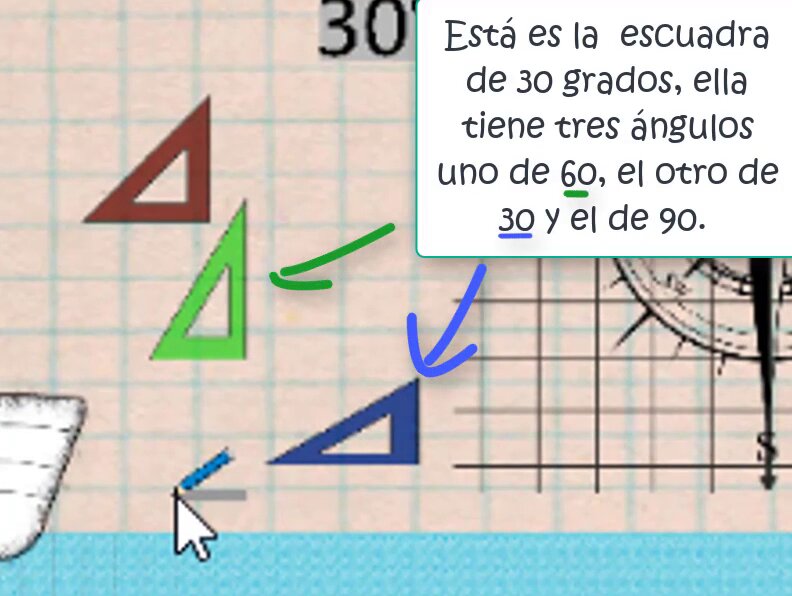 30°
Está es la escuadra
de 30 grados, ella
tiene tres ángulos
uno de 60, el otro de
30 y el de 90.
S